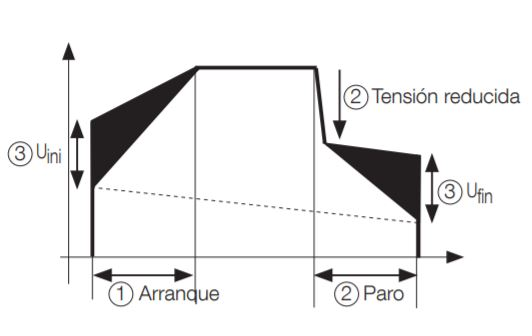 ② Tensión reducida
③ Uini
③ Ufin
① Arranque
② Paro